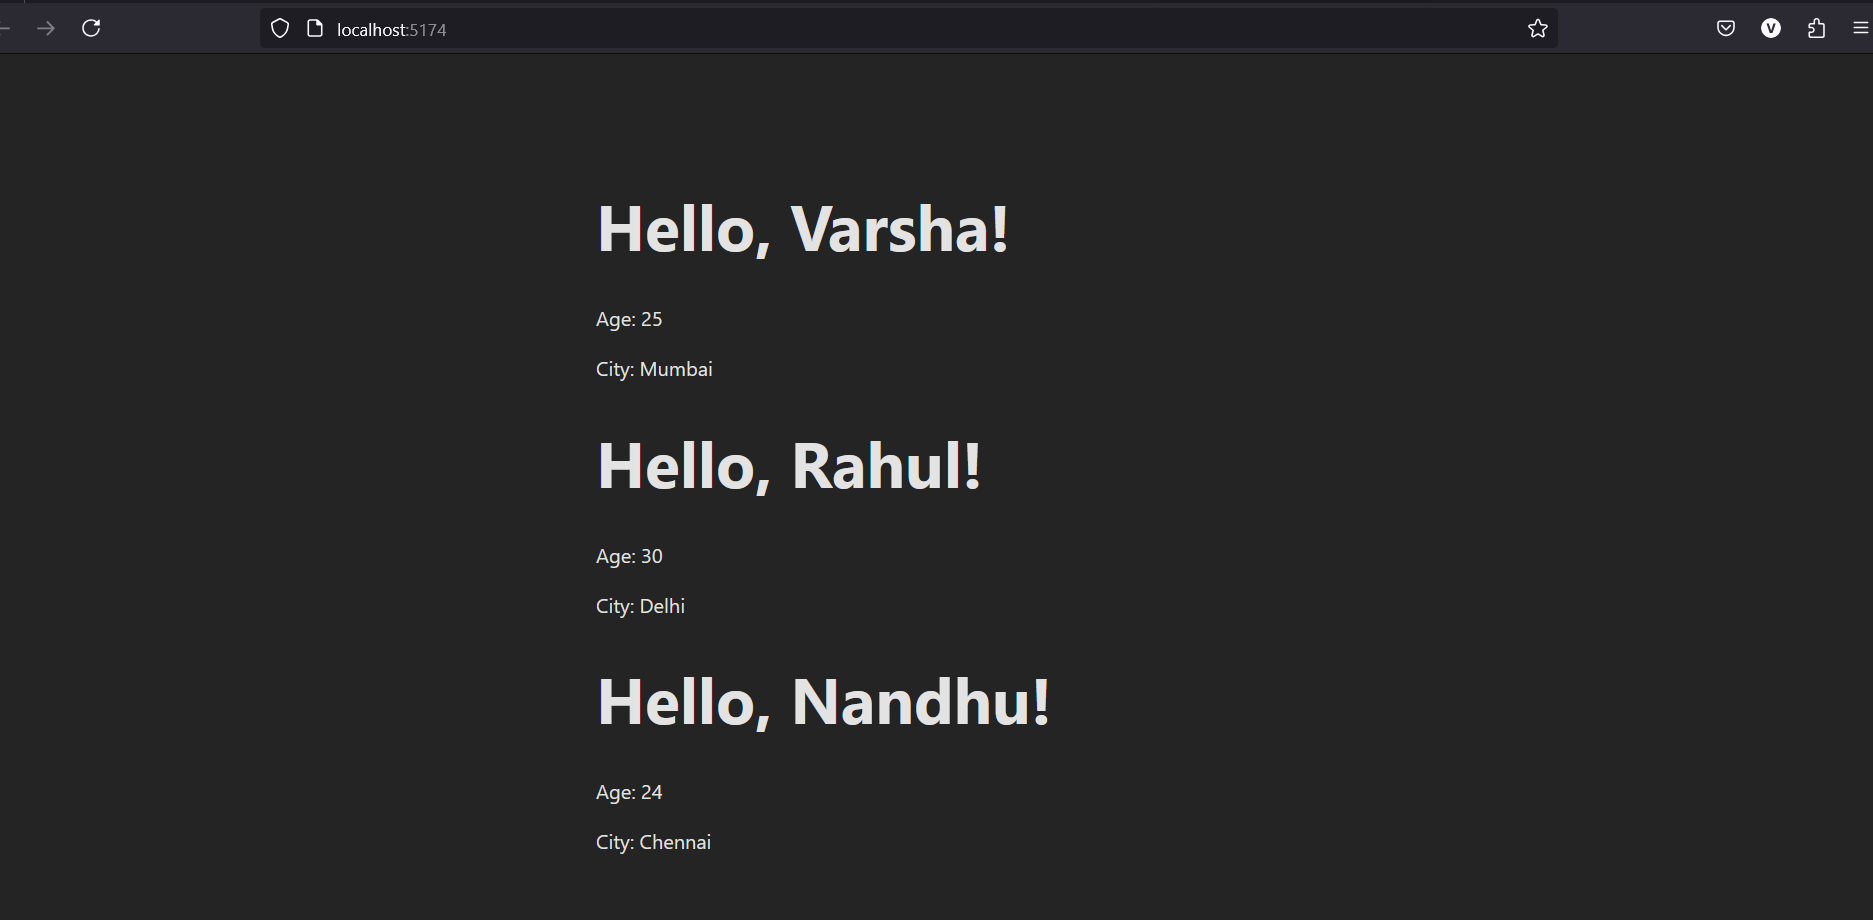 localhost:5174
V
Hello, Varsha!
Age: 25
City: Mumbai
Hello, Rahul!
Age: 30
City: Delhi
Hello, Nandhu!
Age: 24
City: Chennai